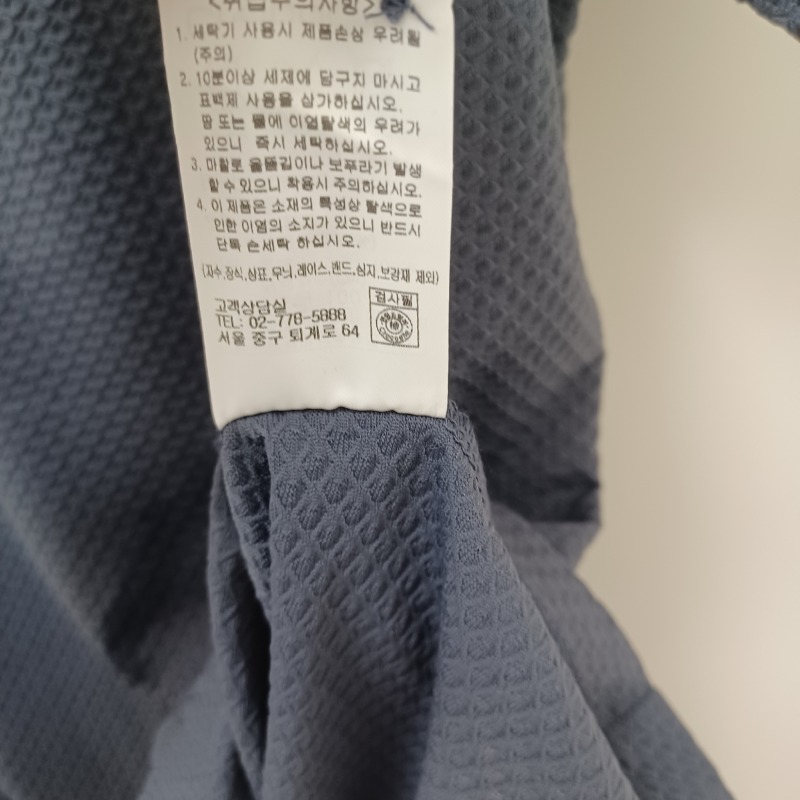 <취급주의사항>
1. 세탁기 사용시 제품손상 우려됨
(주의)
2. 10분이상 세제에 담구지 마시고
표백제 사용을 삼가하십시오.
땀 또는 물에 이염탈색의 우려가
있으니 즉시 세탁하십시오.
3. 마찰로 올뜯김이나 보푸라기 발생
할 수 있으니 착용시 주의하십시오.
4. 이 제품은 소재의 특성상 탈색으로
인한 이염의 소지가 있으니 반드시
단독 손세탁 하십시오.
(자수,장식,상표,무늬,레이스,밴드,심지,보강재 제외)
고객상담실
TEL: 02-778-5888
서울 중구 퇴계로 64
검사필